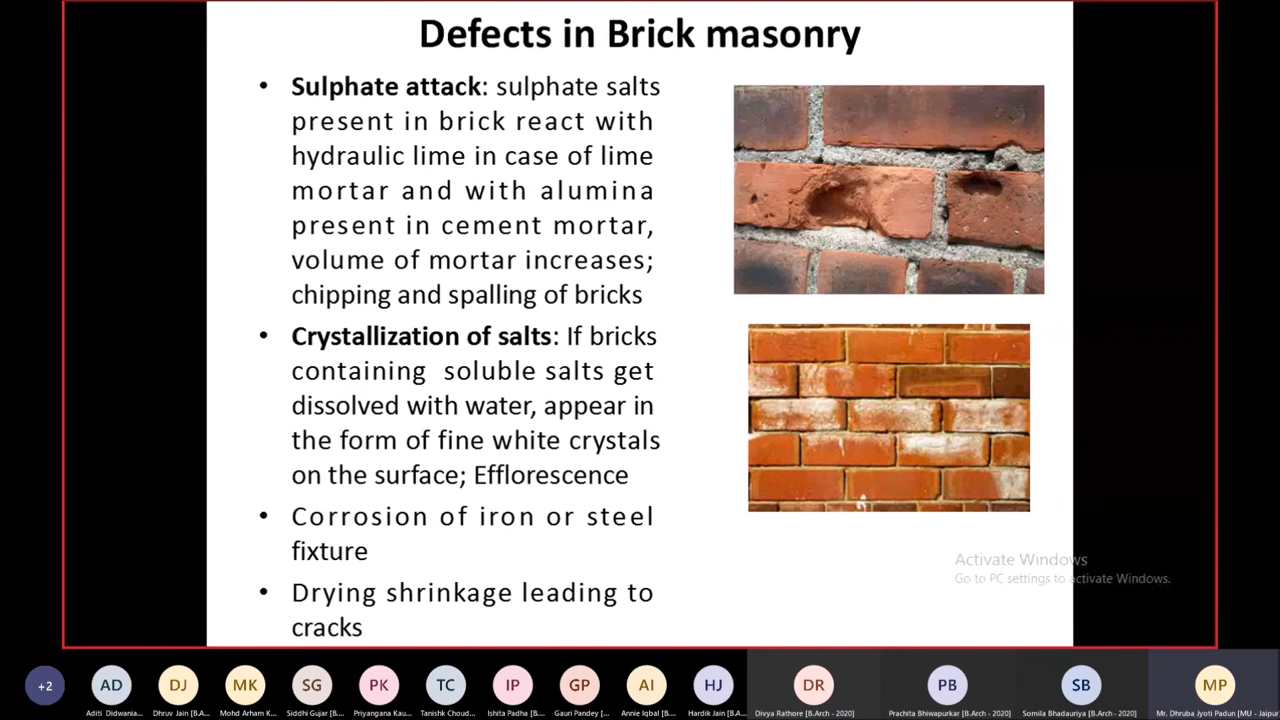 Defects in Brick masonry
• Sulphate attack: sulphate salts
present in brick react with
hydraulic lime in case of lime
mortar and with alumina
present in cement mortar,
volume of mortar increases;
chipping and spalling of bricks
• Crystallization of salts: If bricks
containing soluble salts get
dissolved with water, appear in
the form of fine white crystals
on the surface; Efflorescence
• Corrosion of iron or steel
fixture
• Drying shrinkage leading to
cracks
Activate Windows
Go to PC settings to activate Windows.
+2 AD DJ MK SG PK TC IP GP AI HJ DR PB SB MP
Aditi Didwania... Dhruv Jain [B.A... Mohd Arham K... Siddhi Gujar [B... Priyangana Kau... Tanishk Choud... Ishita Padha [B... Gauri Pandey [... Annie Iqbal [B... Hardik Jain [B.A... Divya Rathore [B.Arch - 2020] Prachita Bhiwapurkar [B.Arch - 2020] Somila Bhadauriya [B.Arch - 2020] Mr. Dhruba Jyoti Padun [MU - Jaipur